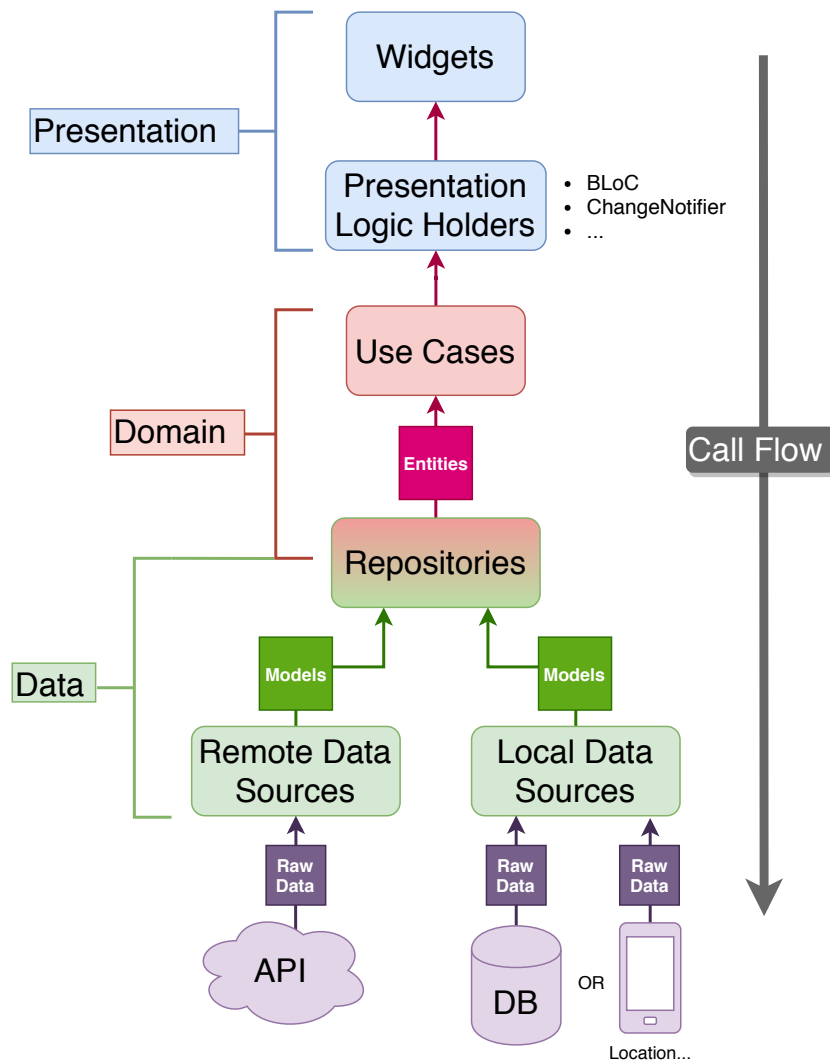 Widgets
Presentation
Presentation
Logic Holders
• BLoC
• ChangeNotifier
• ...
Use Cases
Domain
Entities
Call Flow
Repositories
Models
Models
Data
Remote Data
Sources
Local Data
Sources
Raw
Data
Raw
Data
Raw
Data
API
DB
OR
Location...